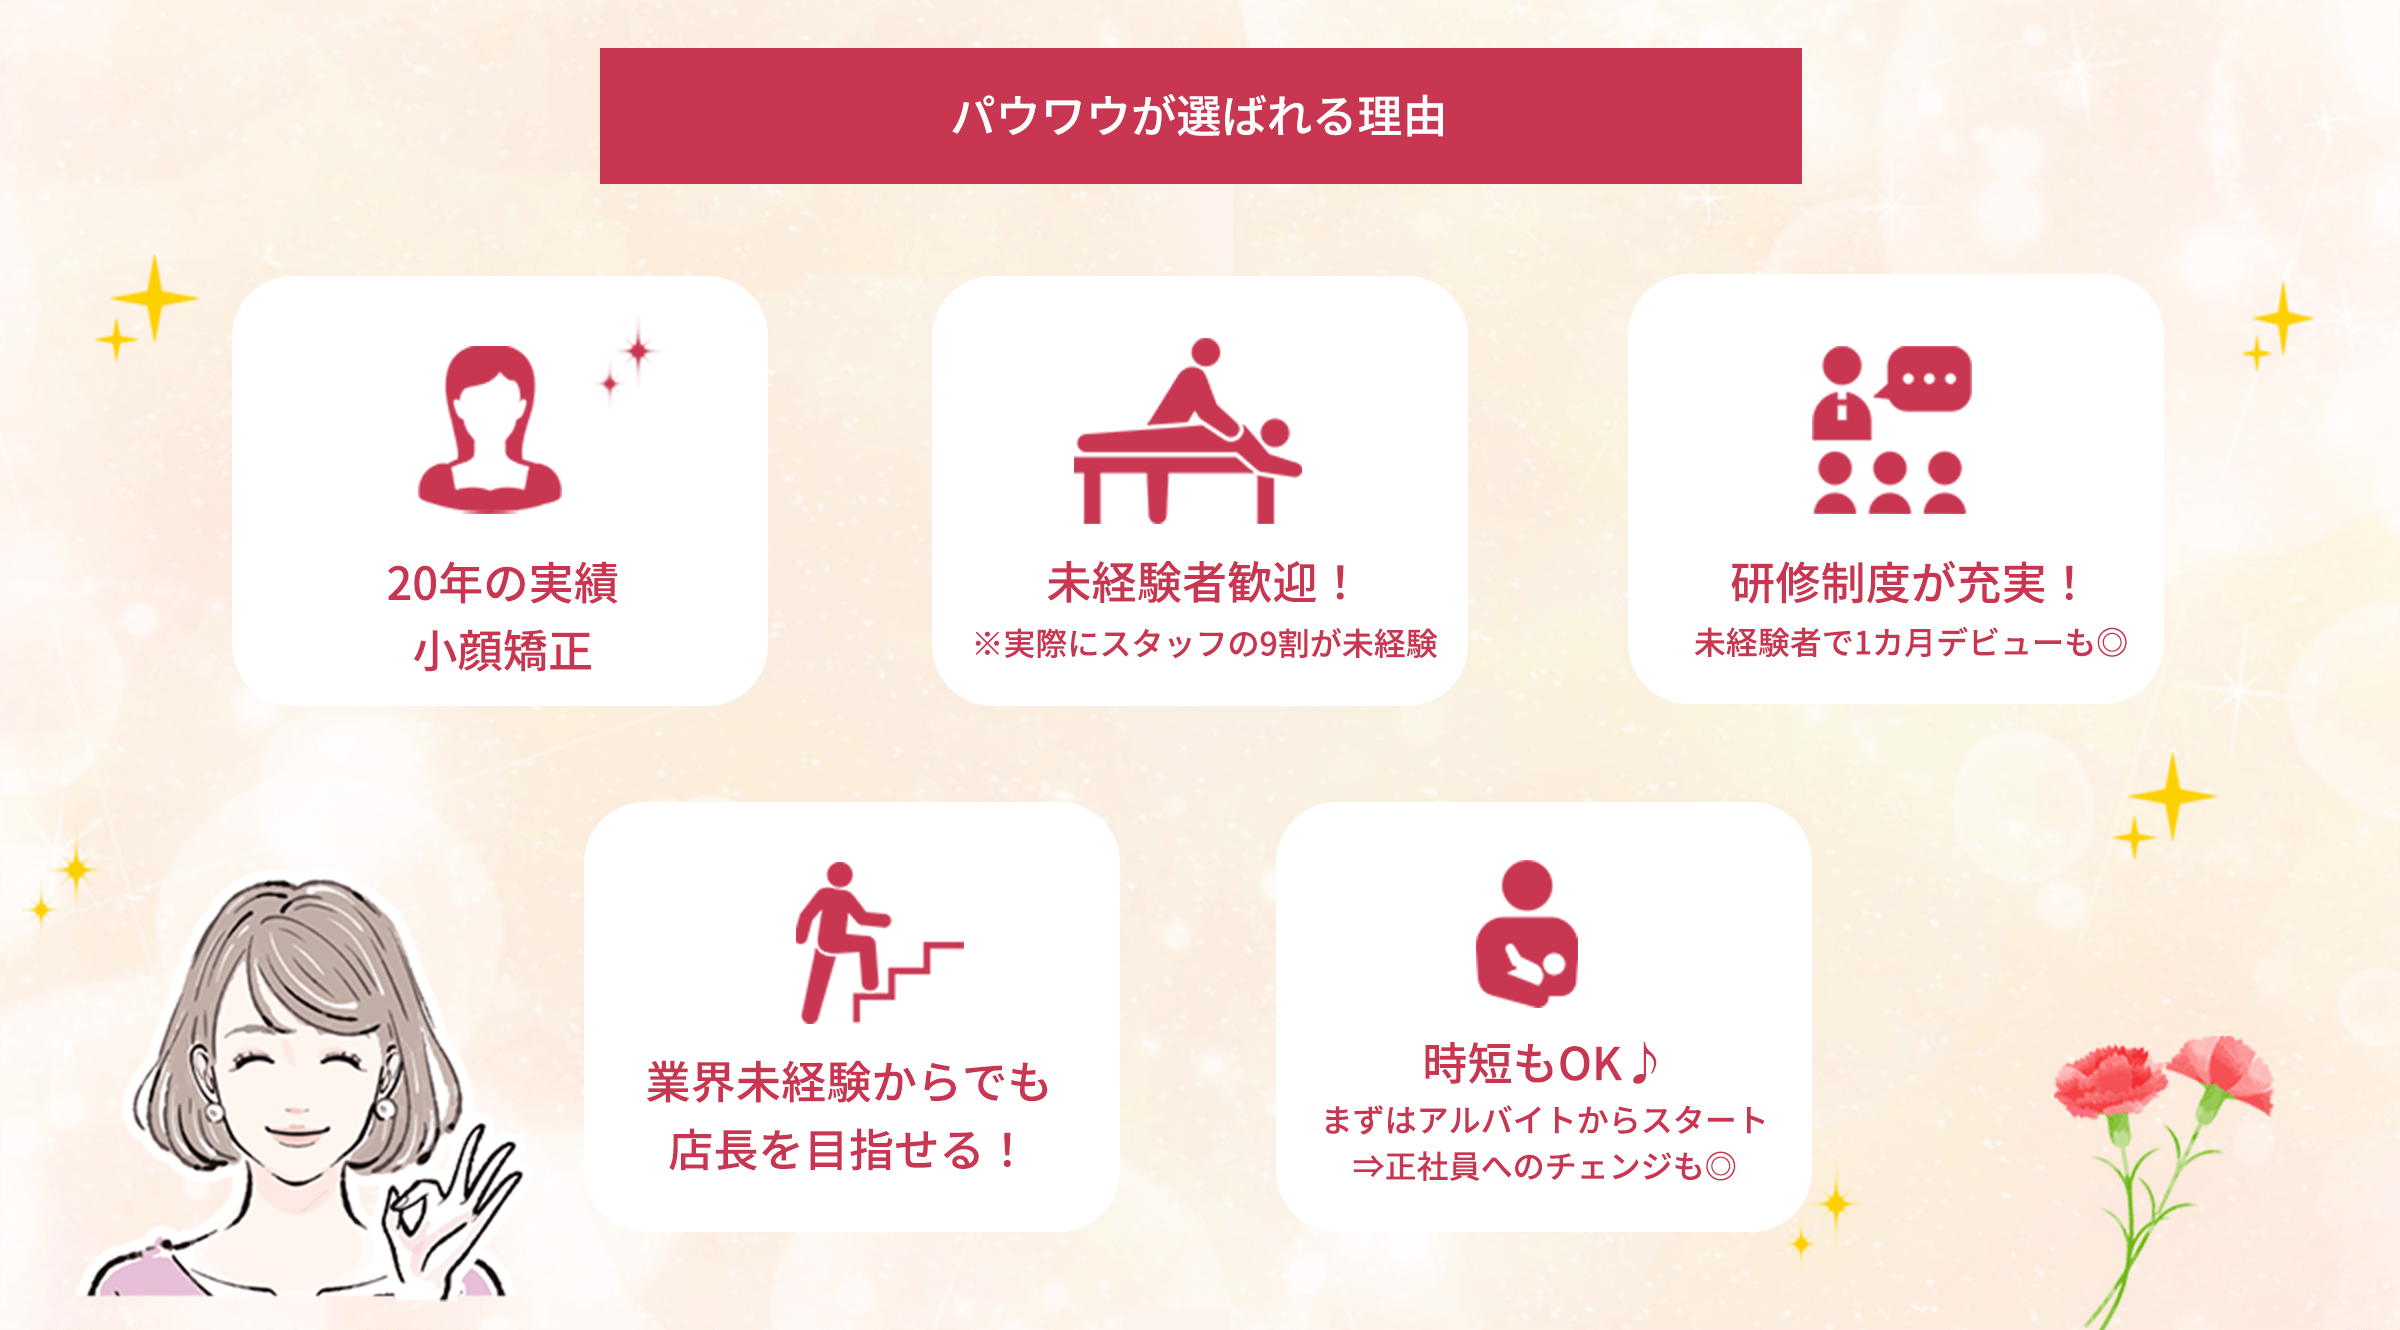 パウワウが選ばれる理由
20年の実績
小顔矯正
未経験者歓迎！
※実際にスタッフの9割が未経験
研修制度が充実！
未経験者で1カ月デビューも◎
業界未経験からでも
店長を目指せる！
時短もOK♪
まずはアルバイトからスタート
⇒正社員へのチェンジも◎